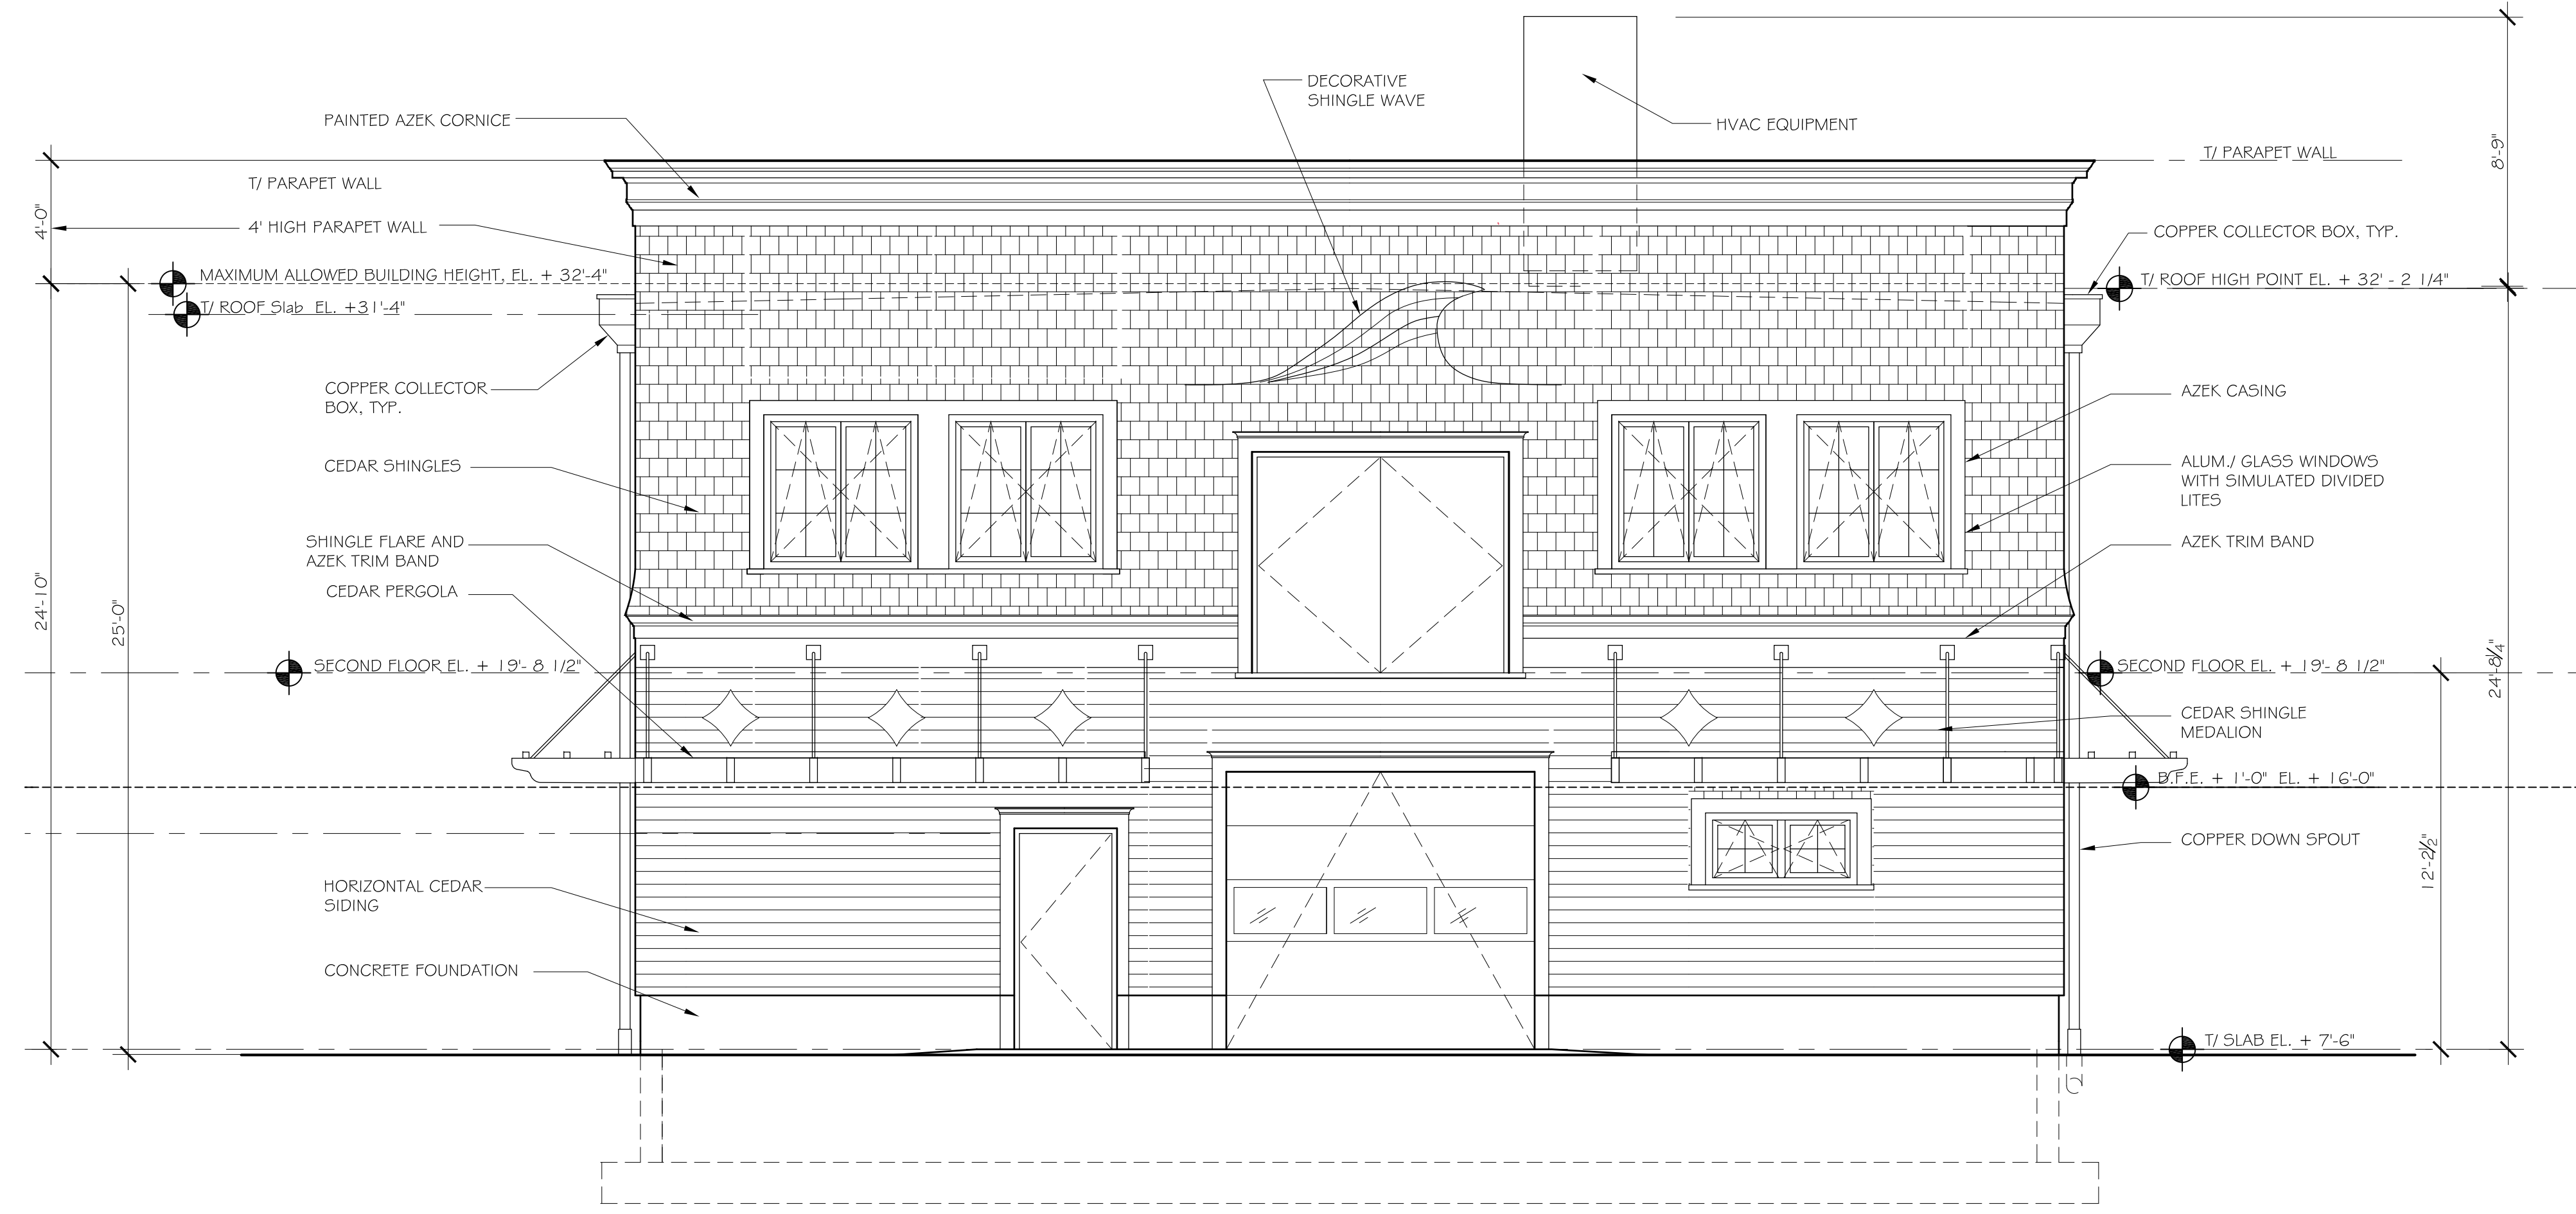 DECORATIVE
SHINGLE WAVE
PAINTED AZEK CORNICE
HVAC EQUIPMENT
8'-9"
T/ PARAPET WALL
T/ PARAPET WALL
4'-0"
4' HIGH PARAPET WALL
COPPER COLLECTOR BOX, TYP.
MAXIMUM ALLOWED BUILDING HEIGHT, EL. + 32'-4"
T/ ROOF HIGH POINT EL. + 32' - 2 1/4"
T/ ROOF Slab EL. +31'-4"
COPPER COLLECTOR
BOX, TYP.
AZEK CASING
CEDAR SHINGLES
ALUM./ GLASS WINDOWS
WITH SIMULATED DIVIDED
LITES
SHINGLE FLARE AND
AZEK TRIM BAND
AZEK TRIM BAND
CEDAR PERGOLA
24'-10"
25'-0"
SECOND FLOOR EL. + 19'- 8 1/2"
SECOND FLOOR EL. + 19'- 8 1/2"
24'-8¼"
CEDAR SHINGLE
MEDALION
B.F.E. + 1'-0" EL. + 16'-0"
COPPER DOWN SPOUT
12'-2½"
HORIZONTAL CEDAR
SIDING
CONCRETE FOUNDATION
T/ SLAB EL. + 7'-6"